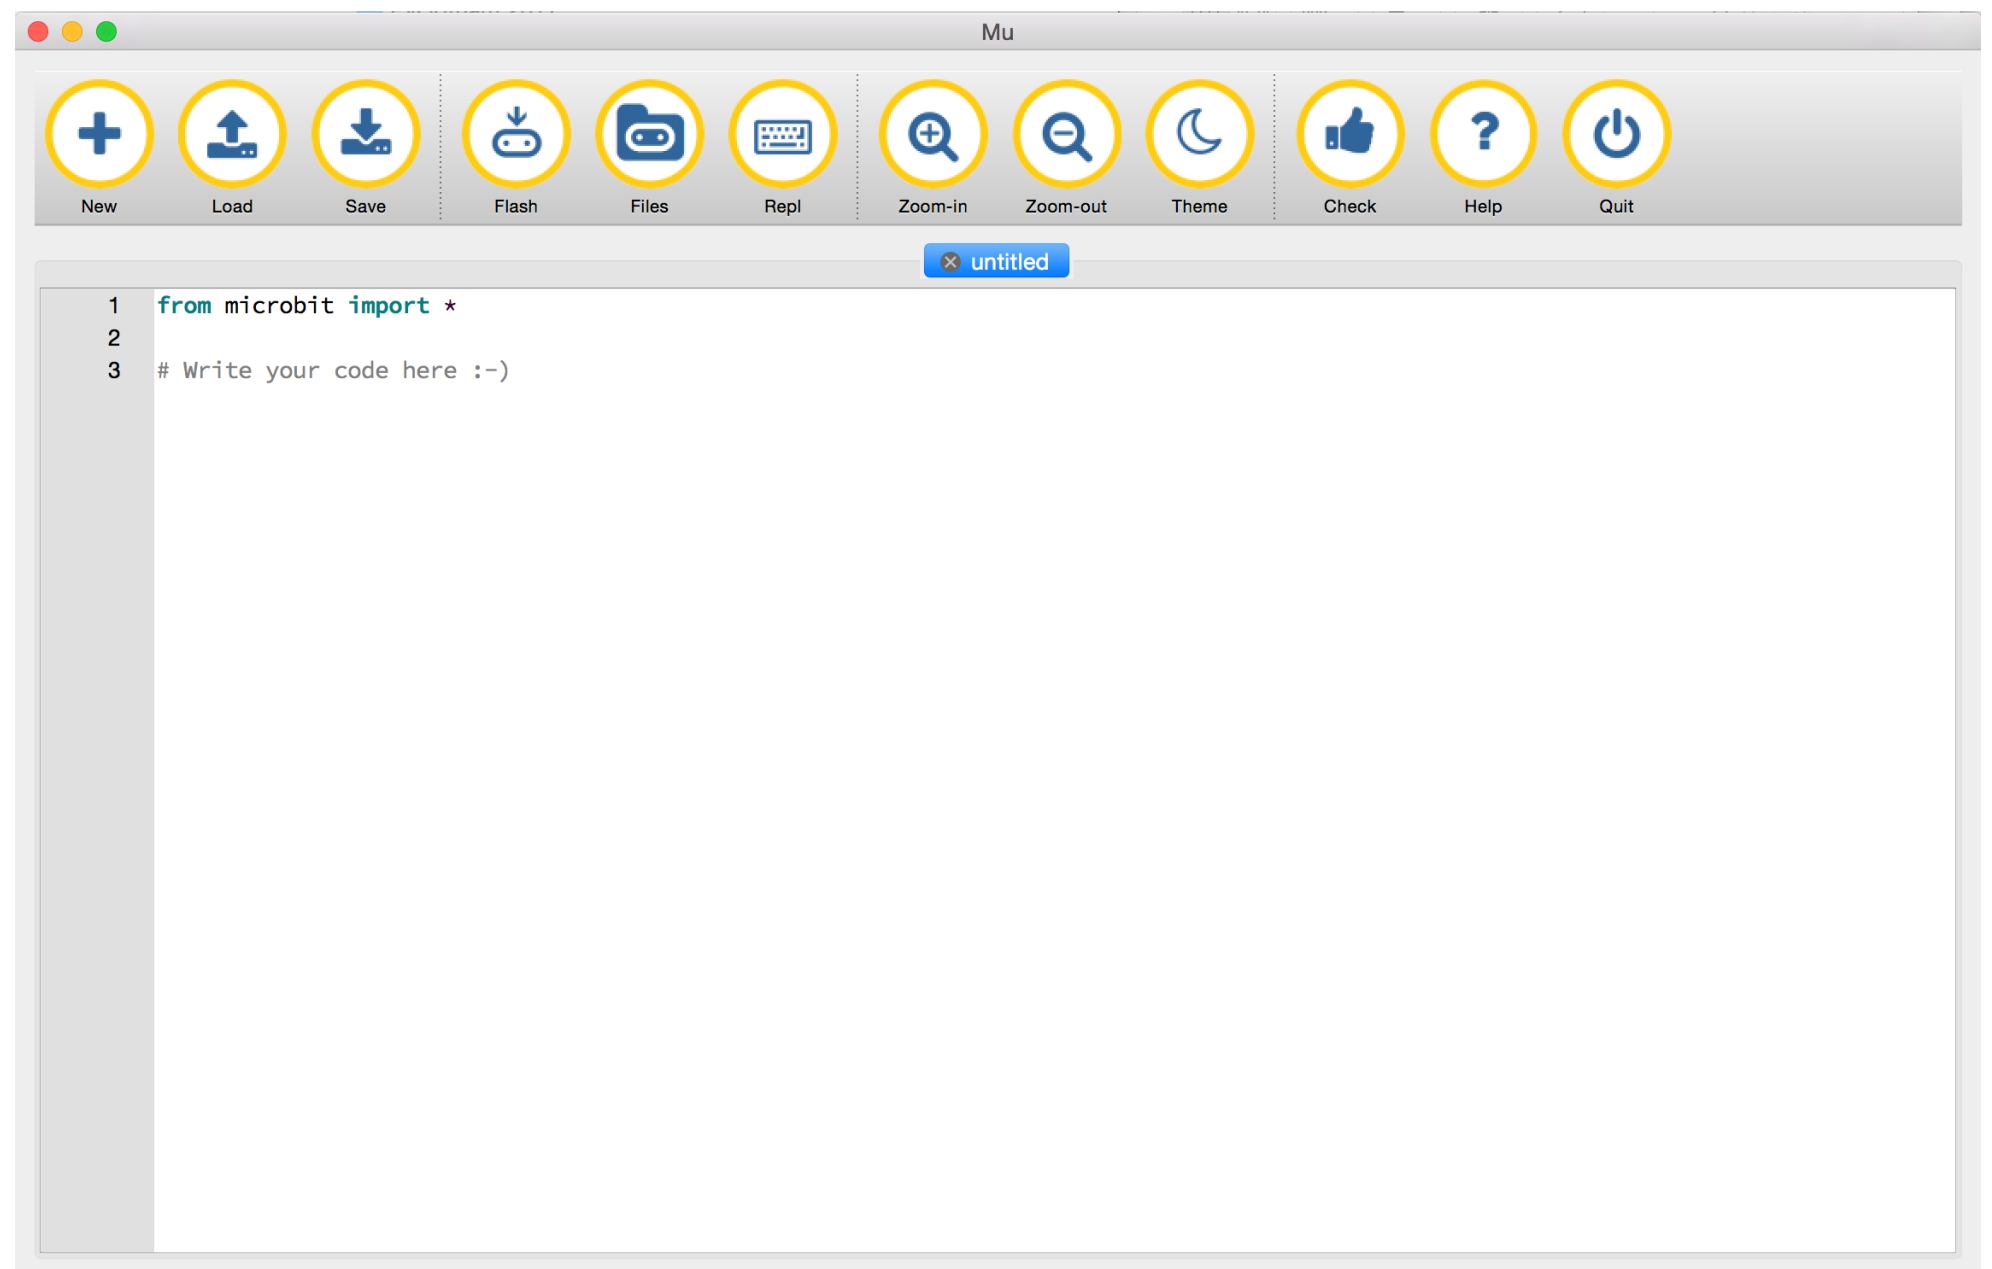 Mu
New Load Save Flash Files Repl Zoom-in Zoom-out Theme Check Help Quit
untitled
1 from microbit import *
2
3 # Write your code here :-)